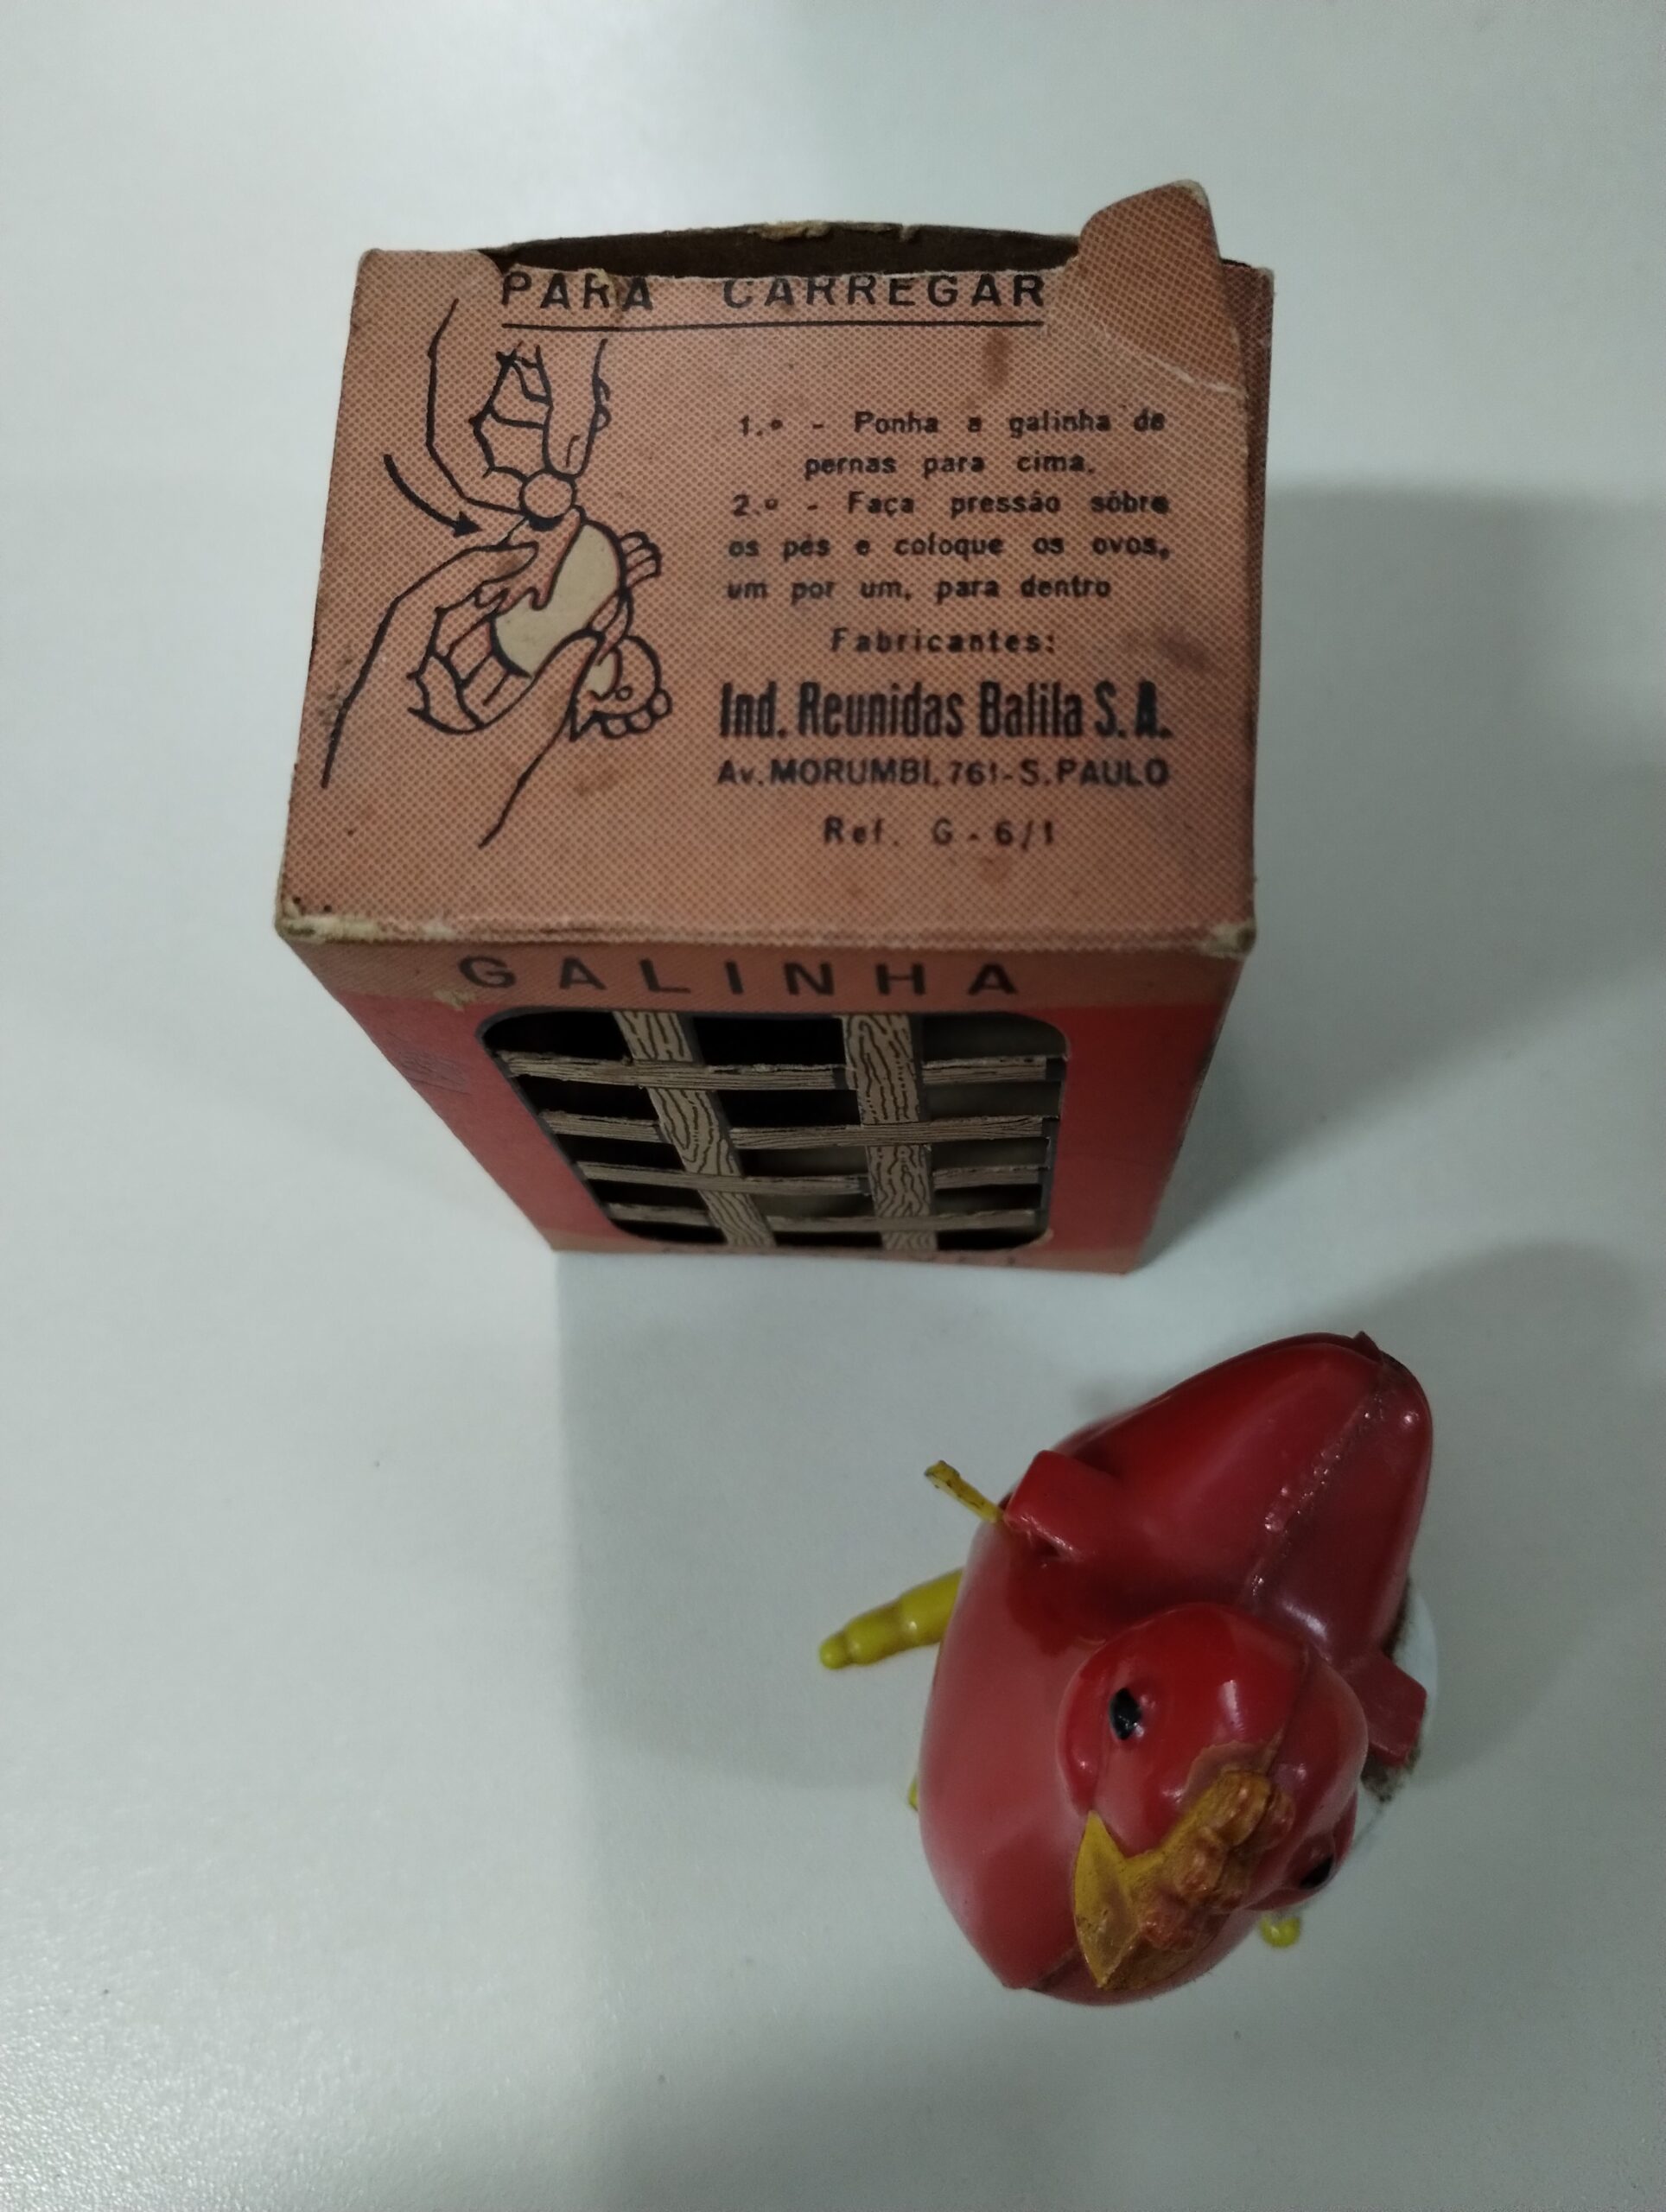 PARA CARREGAR
1.º - Ponha a galinha de
pernas para cima.
2.º - Faça pressão sôbre
os pés e coloque os ovos,
um por um, para dentro
Fabricantes:
Ind. Reunidas Balila S.A.
Av. MORUMBI, 761 - S. PAULO
Ref. G - 6/1
GALINHA